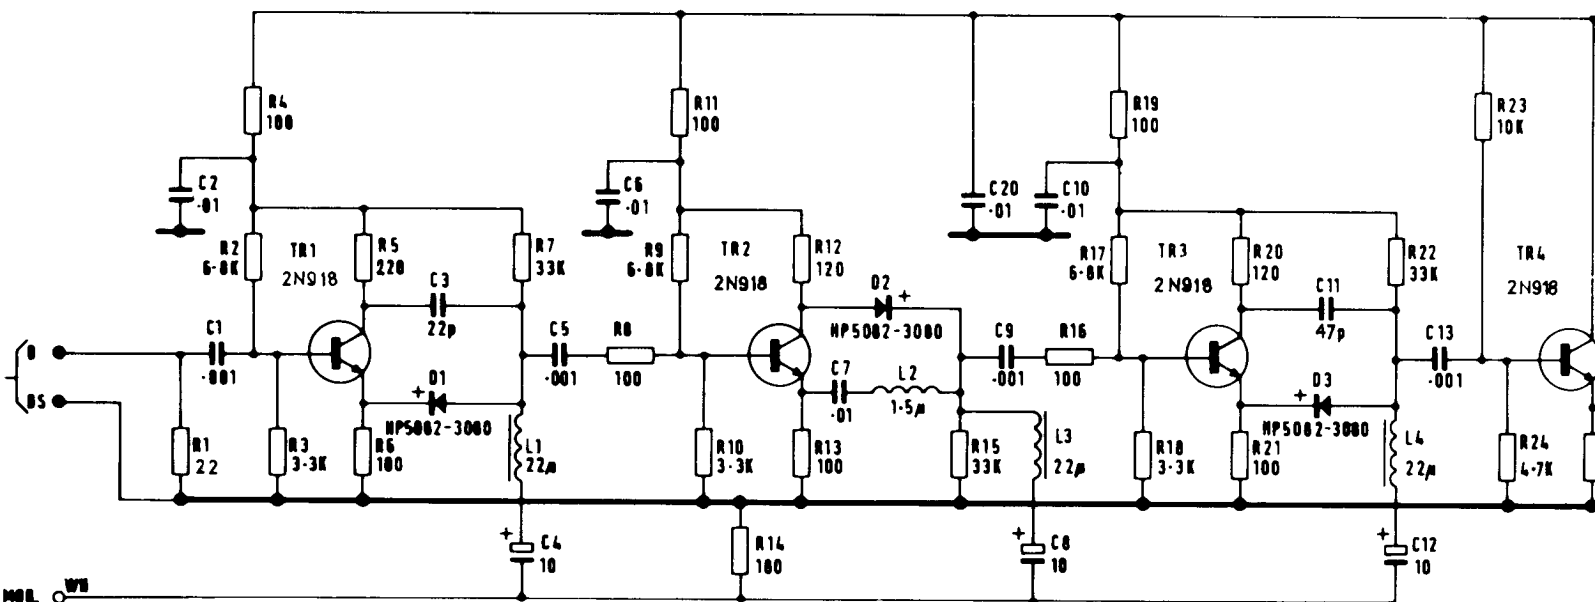 R4
100
R11
100
R19
100
R23
10K
C2
·01
C6
·01
C20
·01
C10
·01
R2
6·8K
TR1
2N918
R5
220
R7
33K
C3
22p
R9
6·8K
TR2
2N918
R12
120
D2
HP5082-3080
R17
6·8K
TR3
2N918
R20
120
R22
33K
C11
47p
TR4
2N918
C1
·001
C5
·001
R8
100
C7
·01
L2
1·5µ
C9
·001
R16
100
C13
·001
D1
HP5082-3080
D3
HP5082-3080
R1
22
R3
3·3K
R6
100
L1
22µ
R10
3·3K
R13
100
R15
33K
L3
22µ
R18
3·3K
R21
100
L4
22µ
R24
4·7K
C4
10
R14
100
C8
10
C12
10